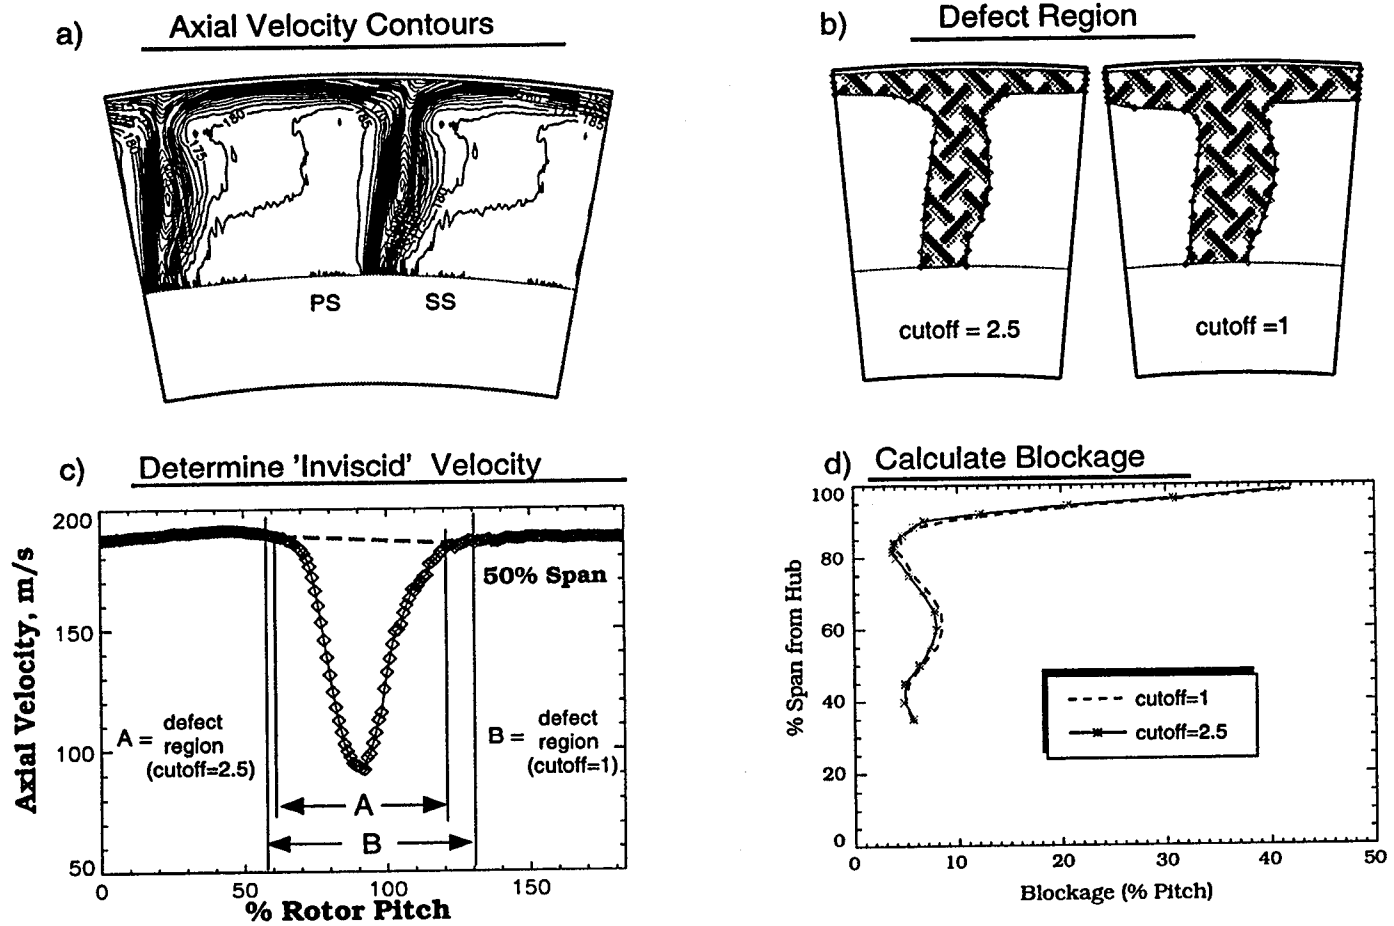 a) Axial Velocity Contours
180
175
180
185
180
185
PS SS
b) Defect Region
cutoff = 2.5
cutoff =1
c) Determine 'Inviscid' Velocity
200
150
100
50
Axial Velocity, m/s
50% Span
A = defect
region
(cutoff=2.5)
B = defect
region
(cutoff=1)
A
B
0 50 100 150
% Rotor Pitch
d) Calculate Blockage
100
80
60
40
20
0
% Span from Hub
cutoff=1
cutoff=2.5
0 10 20 30 40 50
Blockage (% Pitch)